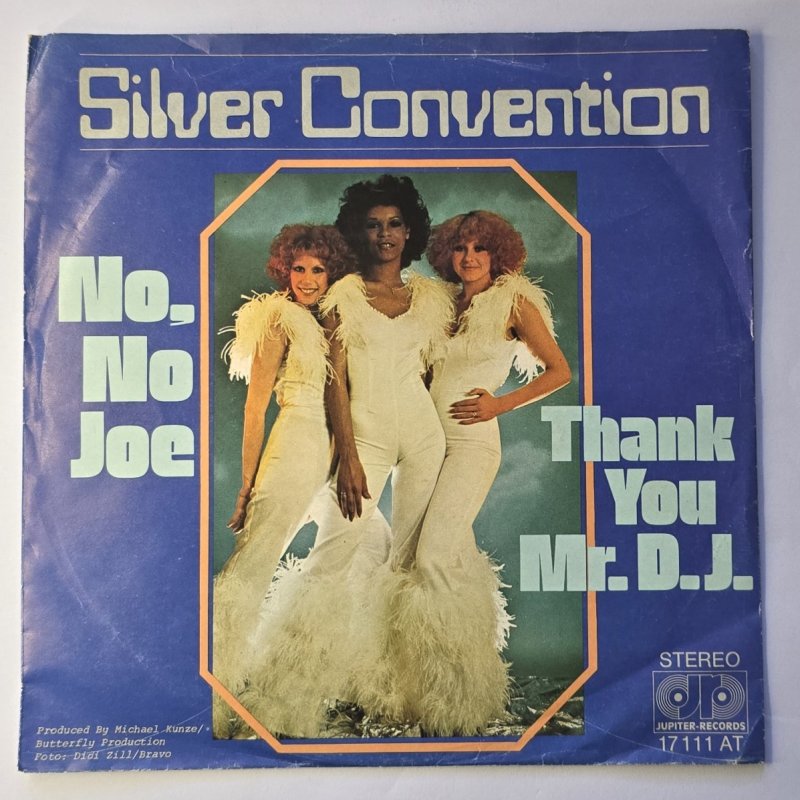 Silver Convention
No,
No
Joe
Thank
You
Mr. D.J.
Produced By Michael Kunze/
Butterfly Production
Foto: Didi Zill/Bravo
STEREO
JUPITER-RECORDS
17 111 AT